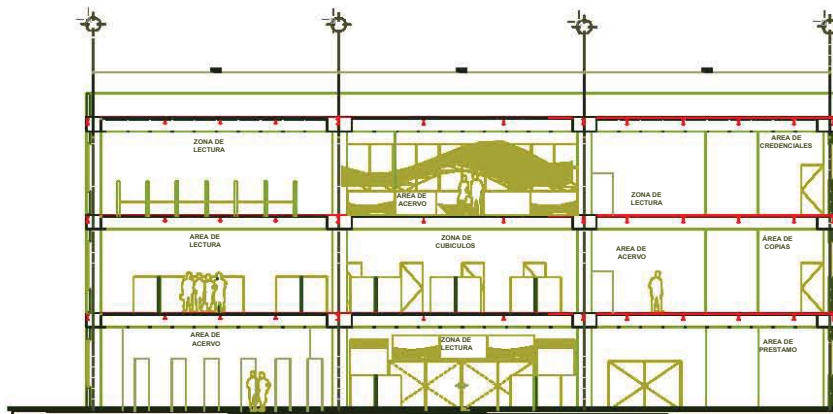 ZONA DE
LECTURA
AREA DE
ACERVO
ZONA DE
LECTURA
AREA DE
CREDENCIALES
AREA DE
LECTURA
ZONA DE
CUBICULOS
AREA DE
ACERVO
ÁREA DE
COPIAS
AREA DE
ACERVO
ZONA DE
LECTURA
AREA DE
PRESTAMO